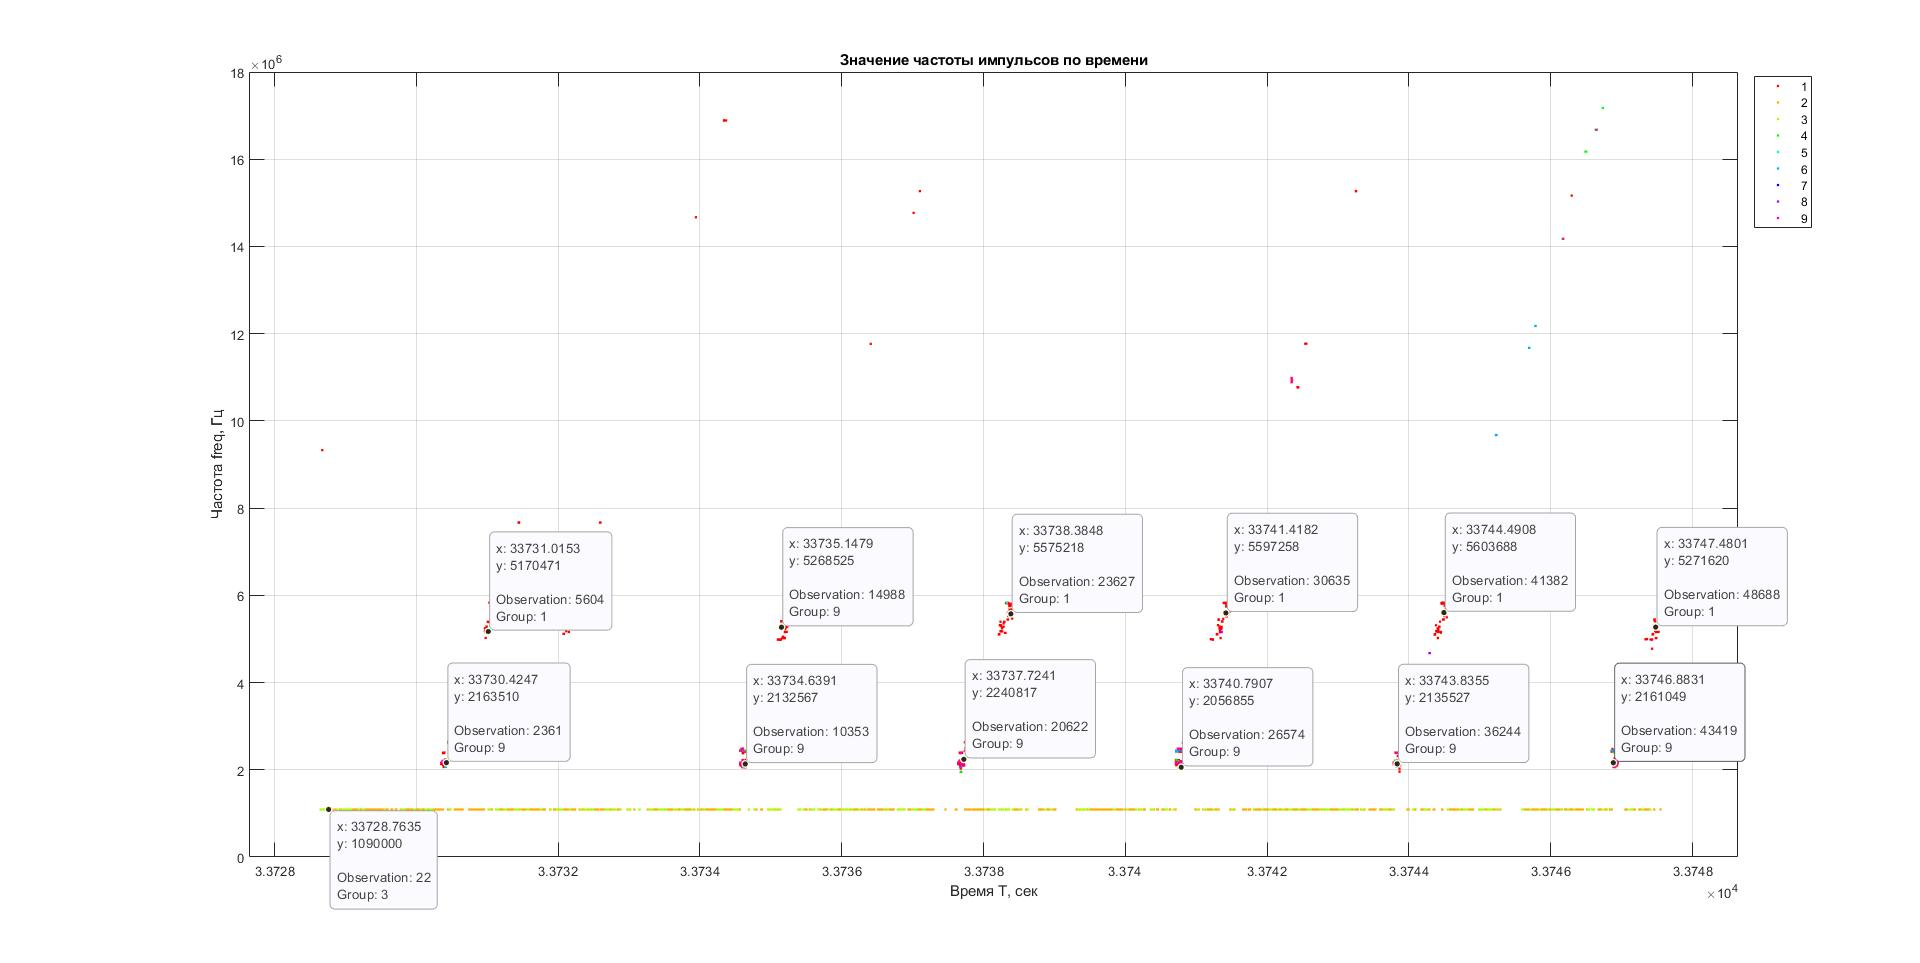 Значение частоты импульсов по времени
×10⁶
18
16
14
12
10
8
6
4
2
0
Частота freq, Гц
1
2
3
4
5
6
7
8
9
x: 33731.0153
y: 5170471
Observation: 5604
Group: 1
x: 33735.1479
y: 5268525
Observation: 14988
Group: 9
x: 33738.3848
y: 5575218
Observation: 23627
Group: 1
x: 33741.4182
y: 5597258
Observation: 30635
Group: 1
x: 33744.4908
y: 5603688
Observation: 41382
Group: 1
x: 33747.4801
y: 5271620
Observation: 48688
Group: 1
x: 33730.4247
y: 2163510
Observation: 2361
Group: 9
x: 33734.6391
y: 2132567
Observation: 10353
Group: 9
x: 33737.7241
y: 2240817
Observation: 20622
Group: 9
x: 33740.7907
y: 2056855
Observation: 26574
Group: 9
x: 33743.8355
y: 2135527
Observation: 36244
Group: 9
x: 33746.8831
y: 2161049
Observation: 43419
Group: 9
x: 33728.7635
y: 1090000
Observation: 22
Group: 3
3.3728 3.3732 3.3734 3.3736 3.3738 3.374 3.3742 3.3744 3.3746 3.3748
Время T, сек
×10⁴